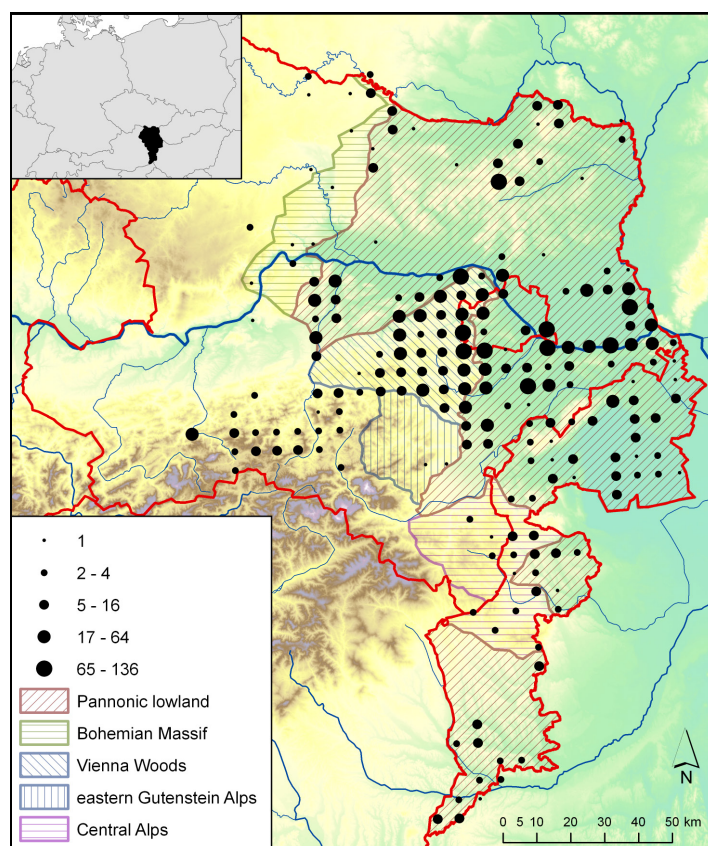 1
2 - 4
5 - 16
17 - 64
65 - 136
Pannonic lowland
Bohemian Massif
Vienna Woods
eastern Gutenstein Alps
Central Alps
N
0 5 10 20 30 40 50 km